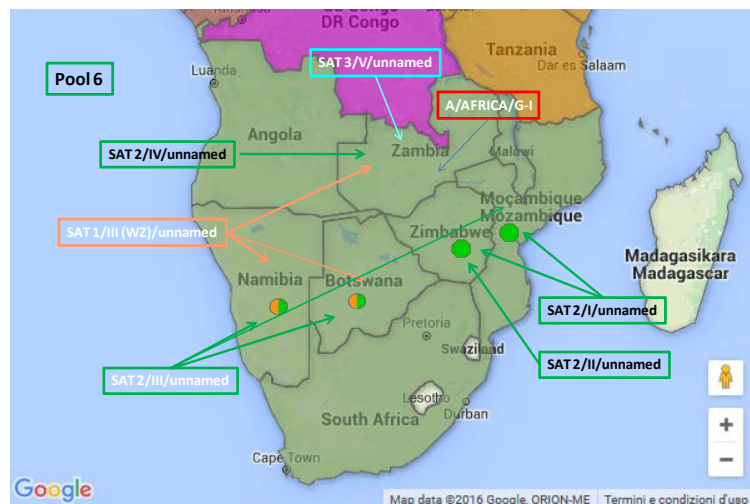 Kinshasa
da Congo
DR Congo
Tanzania
Dar es Salaam
SAT 3/V/unnamed
Pool 6
Luanda
A/AFRICA/G-I
Angola
SAT 2/IV/unnamed
Zambia
Malawi
Moçambique
Mozambique
SAT 1/III (WZ)/unnamed
Zimbabwe
Madagasikara
Madagascar
Namibia
Botswana
SAT 2/I/unnamed
Pretoria
Swaziland
SAT 2/II/unnamed
SAT 2/III/unnamed
Lesotho
South Africa
Durban
Cape Town
Google
Map data ©2016 Google, ORION-ME
Termini e condizioni d'uso